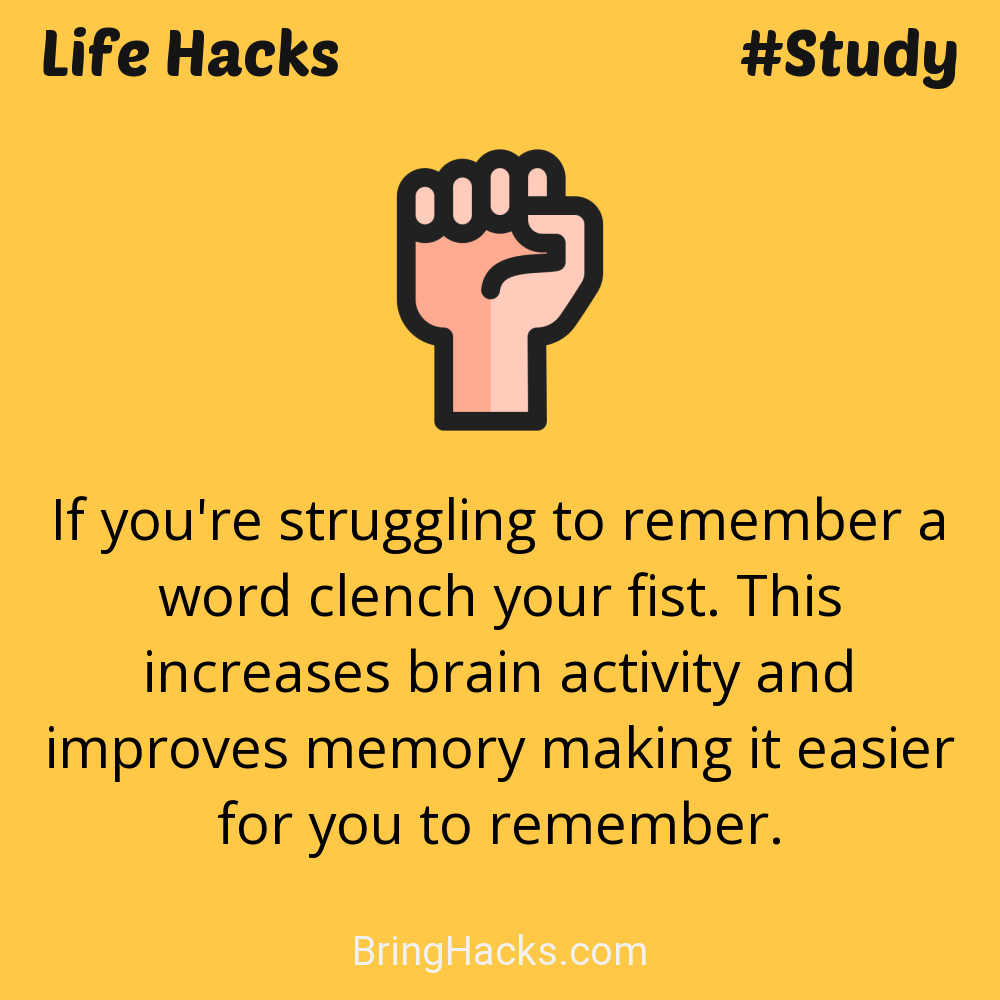 Life Hacks
#Study
If you're struggling to remember a
word clench your fist. This
increases brain activity and
improves memory making it easier
for you to remember.
BringHacks.com